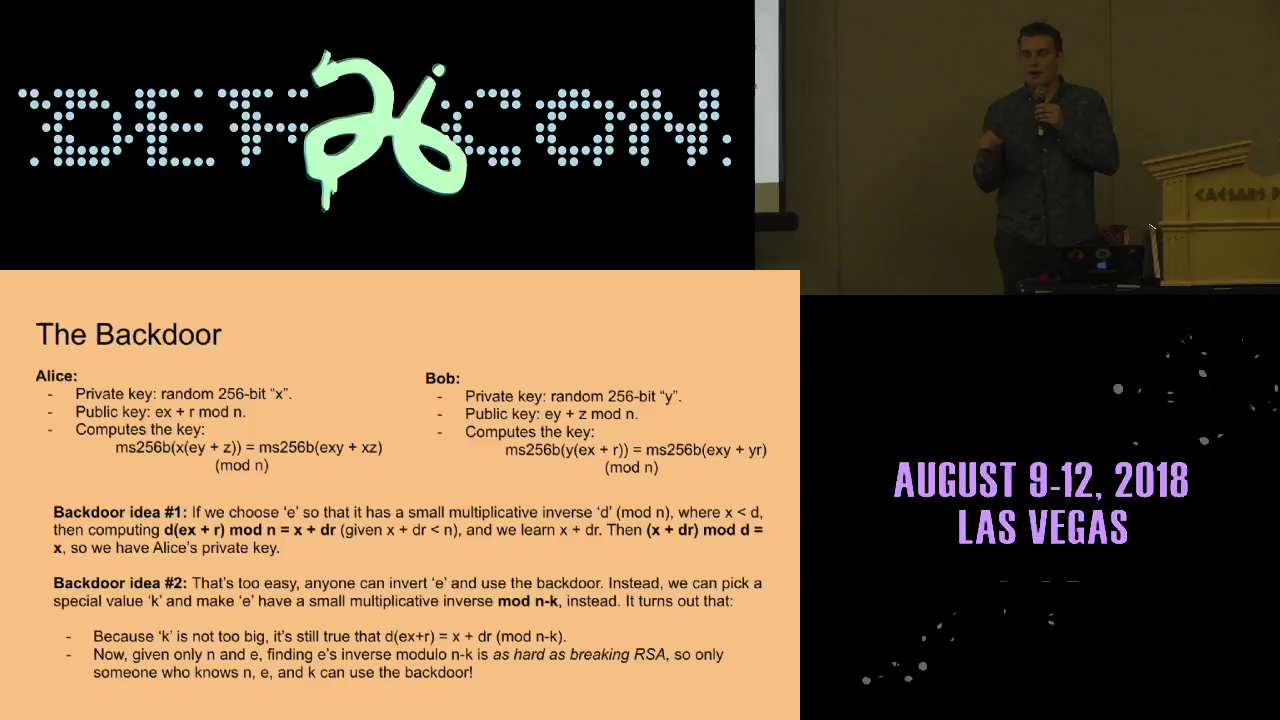 DEF 26 CON
CAESARS
The Backdoor
Alice:
- Private key: random 256-bit “x”.
- Public key: ex + r mod n.
- Computes the key:
ms256b(x(ey + z)) = ms256b(exy + xz)
(mod n)
Bob:
- Private key: random 256-bit “y”.
- Public key: ey + z mod n.
- Computes the key:
ms256b(y(ex + r)) = ms256b(exy + yr)
(mod n)
Backdoor idea #1: If we choose ‘e’ so that it has a small multiplicative inverse ‘d’ (mod n), where x < d,
then computing d(ex + r) mod n = x + dr (given x + dr < n), and we learn x + dr. Then (x + dr) mod d =
x, so we have Alice’s private key.
Backdoor idea #2: That’s too easy, anyone can invert ‘e’ and use the backdoor. Instead, we can pick a
special value ‘k’ and make ‘e’ have a small multiplicative inverse mod n-k, instead. It turns out that:
- Because ‘k’ is not too big, it’s still true that d(ex+r) = x + dr (mod n-k).
- Now, given only n and e, finding e’s inverse modulo n-k is as hard as breaking RSA, so only
someone who knows n, e, and k can use the backdoor!
AUGUST 9-12, 2018
LAS VEGAS